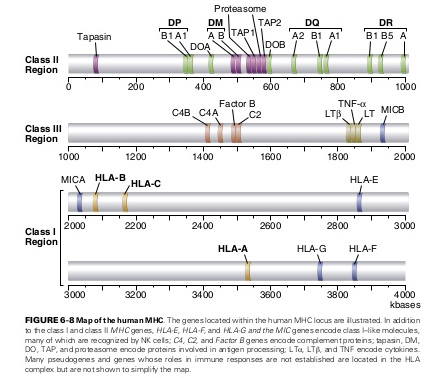 Proteasome
DP DM TAP2 DQ DR
Tapasin B1 A1 A B TAP1 A2 B1 A1 B1 B5 A
DOA DOB
Class II
Region
0 200 400 600 800 1000
Factor B TNF-α
C4B C4A C2 LTβ LT MICB
Class III
Region
1000 1200 1400 1600 1800 2000
MICA HLA-B HLA-C HLA-E
2000 2200 2400 2600 2800 3000
Class I
Region
HLA-A HLA-G HLA-F
3000 3200 3400 3600 3800 4000
kbases
FIGURE 6-8 Map of the human MHC. The genes located within the human MHC locus are illustrated. In addition
to the class I and class II MHC genes, HLA-E, HLA-F, and HLA-G and the MIC genes encode class I–like molecules,
many of which are recognized by NK cells; C4, C2, and Factor B genes encode complement proteins; tapasin, DM,
DO, TAP, and proteasome encode proteins involved in antigen processing; LTα, LTβ, and TNF encode cytokines.
Many pseudogenes and genes whose roles in immune responses are not established are located in the HLA
complex but are not shown to simplify the map.